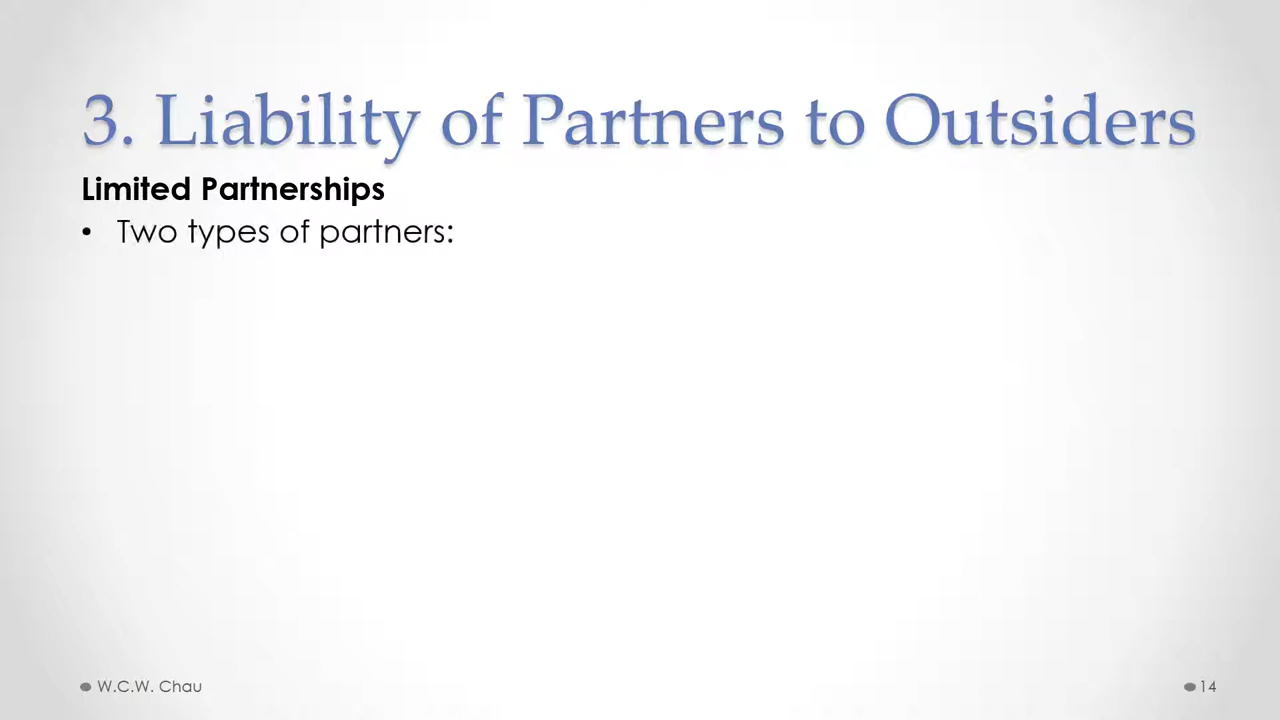 3. Liability of Partners to Outsiders
Limited Partnerships
• Two types of partners:
W.C.W. Chau
14